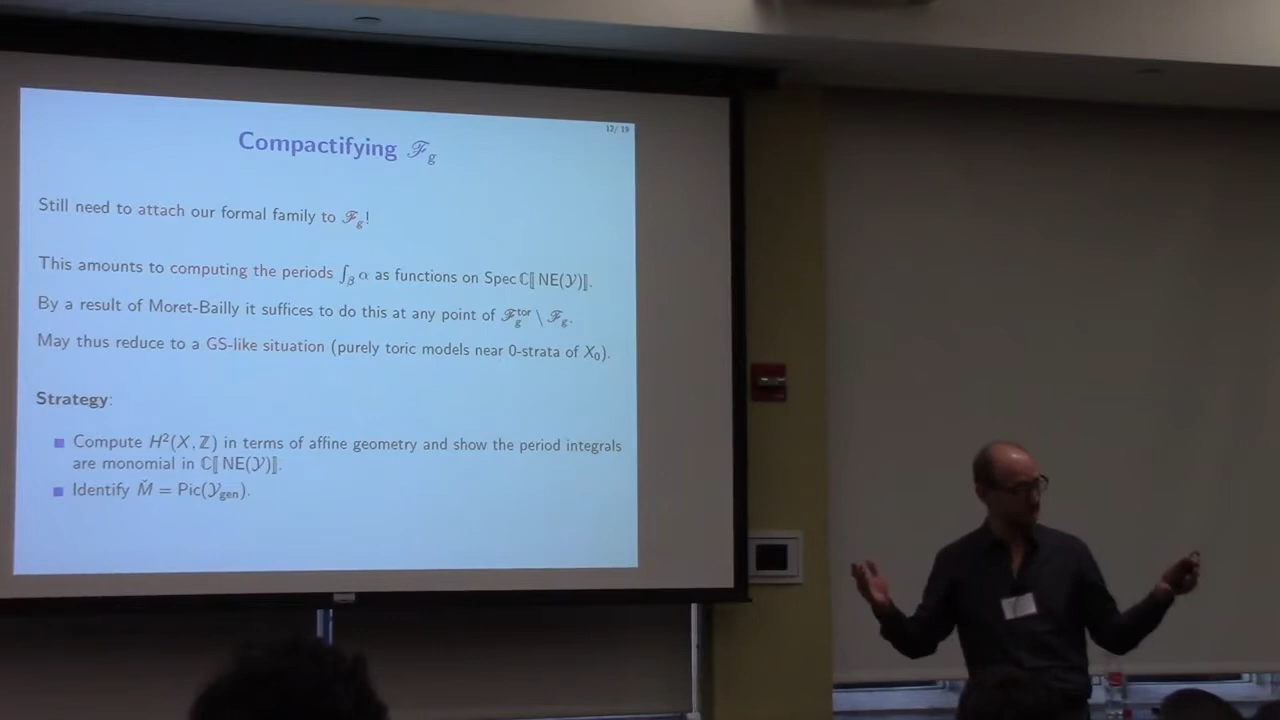 12/ 19
Compactifying ℱ_g
Still need to attach our formal family to ℱ_g!
This amounts to computing the periods ∫_β α as functions on Spec ℂ⟦NE(𝒴)⟧.
By a result of Moret-Bailly it suffices to do this at any point of ℱ_g^tor \ ℱ_g.
May thus reduce to a GS-like situation (purely toric models near 0-strata of X₀).
Strategy:
Compute H²(X, ℤ) in terms of affine geometry and show the period integrals
are monomial in ℂ⟦NE(𝒴)⟧.
Identify M̌ = Pic(𝒴_gen).